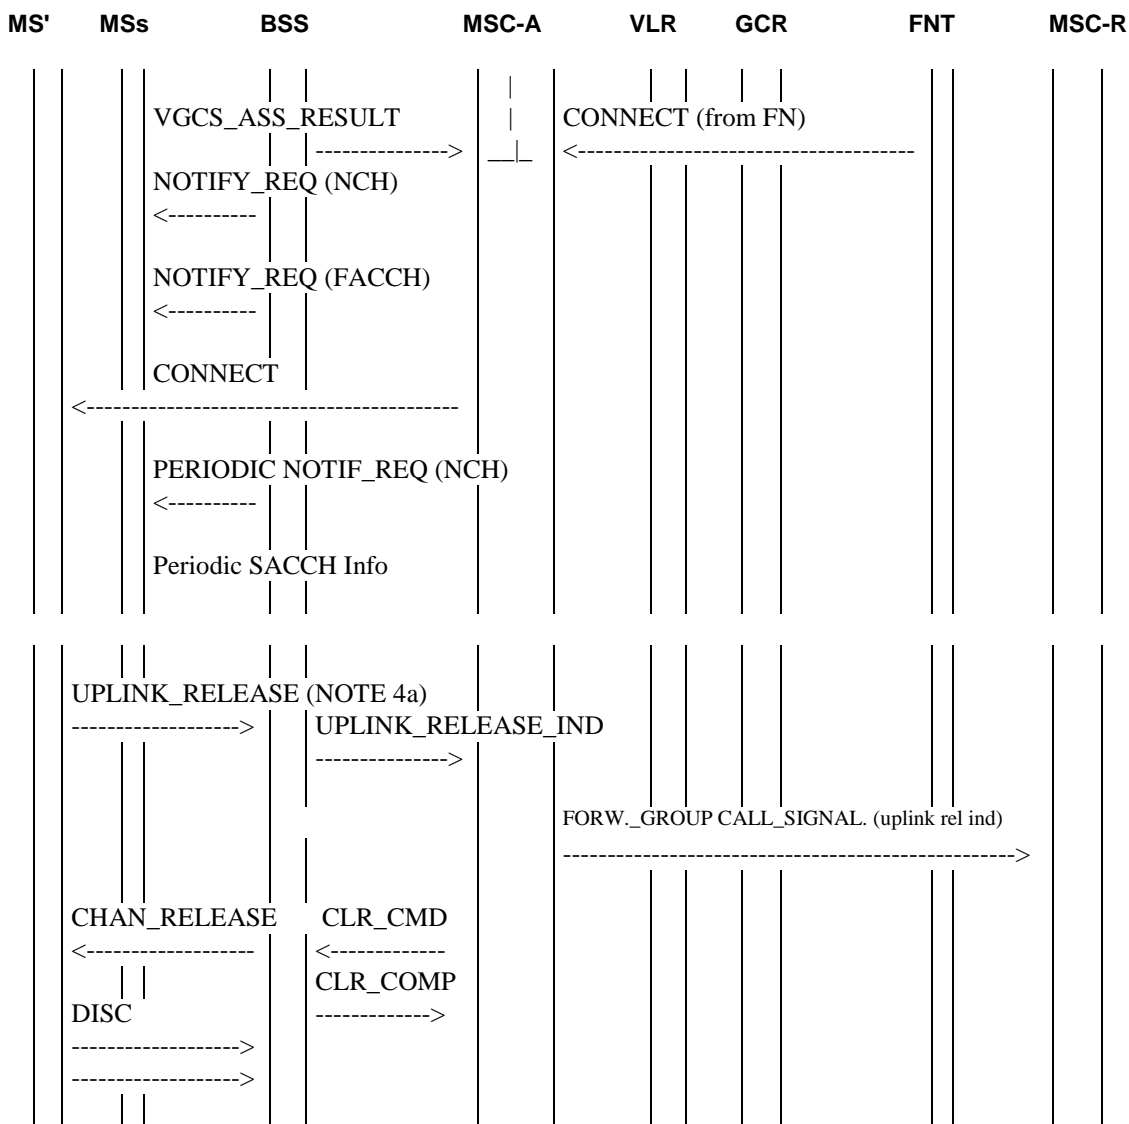 MS' MSs BSS MSC-A VLR GCR FNT MSC-R
VGCS_ASS_RESULT CONNECT (from FN)
NOTIFY_REQ (NCH)
NOTIFY_REQ (FACCH)
CONNECT
PERIODIC NOTIF_REQ (NCH)
Periodic SACCH Info
UPLINK_RELEASE (NOTE 4a)
UPLINK_RELEASE_IND
FORW._GROUP CALL_SIGNAL. (uplink rel ind)
CHAN_RELEASE CLR_CMD
CLR_COMP
DISC